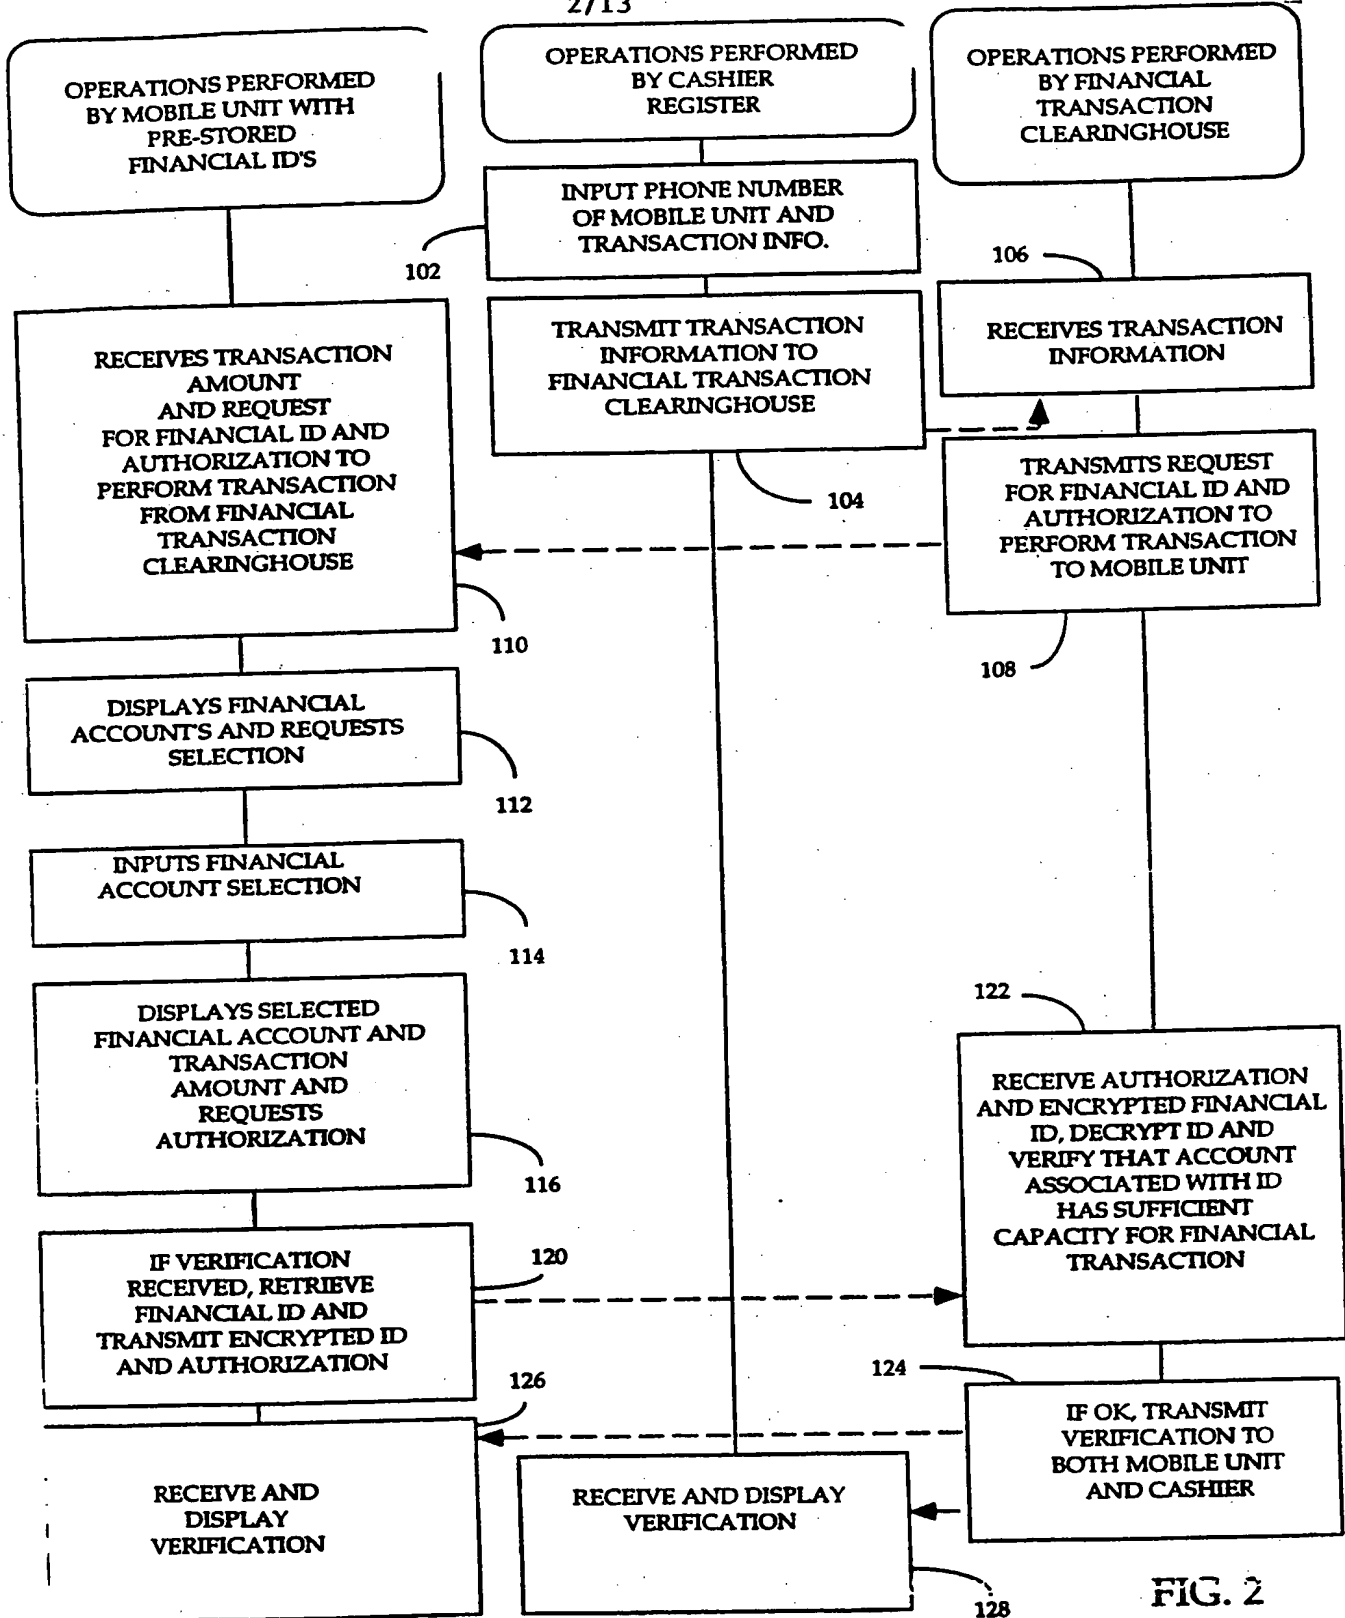 2/13
OPERATIONS PERFORMED
BY MOBILE UNIT WITH
PRE-STORED
FINANCIAL ID'S
OPERATIONS PERFORMED
BY CASHIER
REGISTER
OPERATIONS PERFORMED
BY FINANCIAL
TRANSACTION
CLEARINGHOUSE
INPUT PHONE NUMBER
OF MOBILE UNIT AND
TRANSACTION INFO.
102
106
RECEIVES TRANSACTION
AMOUNT
AND REQUEST
FOR FINANCIAL ID AND
AUTHORIZATION TO
PERFORM TRANSACTION
FROM FINANCIAL
TRANSACTION
CLEARINGHOUSE
110
TRANSMIT TRANSACTION
INFORMATION TO
FINANCIAL TRANSACTION
CLEARINGHOUSE
104
RECEIVES TRANSACTION
INFORMATION
TRANSMITS REQUEST
FOR FINANCIAL ID AND
AUTHORIZATION TO
PERFORM TRANSACTION
TO MOBILE UNIT
108
DISPLAYS FINANCIAL
ACCOUNT'S AND REQUESTS
SELECTION
112
INPUTS FINANCIAL
ACCOUNT SELECTION
114
DISPLAYS SELECTED
FINANCIAL ACCOUNT AND
TRANSACTION
AMOUNT AND
REQUESTS
AUTHORIZATION
116
122
RECEIVE AUTHORIZATION
AND ENCRYPTED FINANCIAL
ID, DECRYPT ID AND
VERIFY THAT ACCOUNT
ASSOCIATED WITH ID
HAS SUFFICIENT
CAPACITY FOR FINANCIAL
TRANSACTION
IF VERIFICATION
RECEIVED, RETRIEVE
FINANCIAL ID AND
TRANSMIT ENCRYPTED ID
AND AUTHORIZATION
120
126
124
IF OK, TRANSMIT
VERIFICATION TO
BOTH MOBILE UNIT
AND CASHIER
RECEIVE AND
DISPLAY
VERIFICATION
RECEIVE AND DISPLAY
VERIFICATION
128
FIG. 2